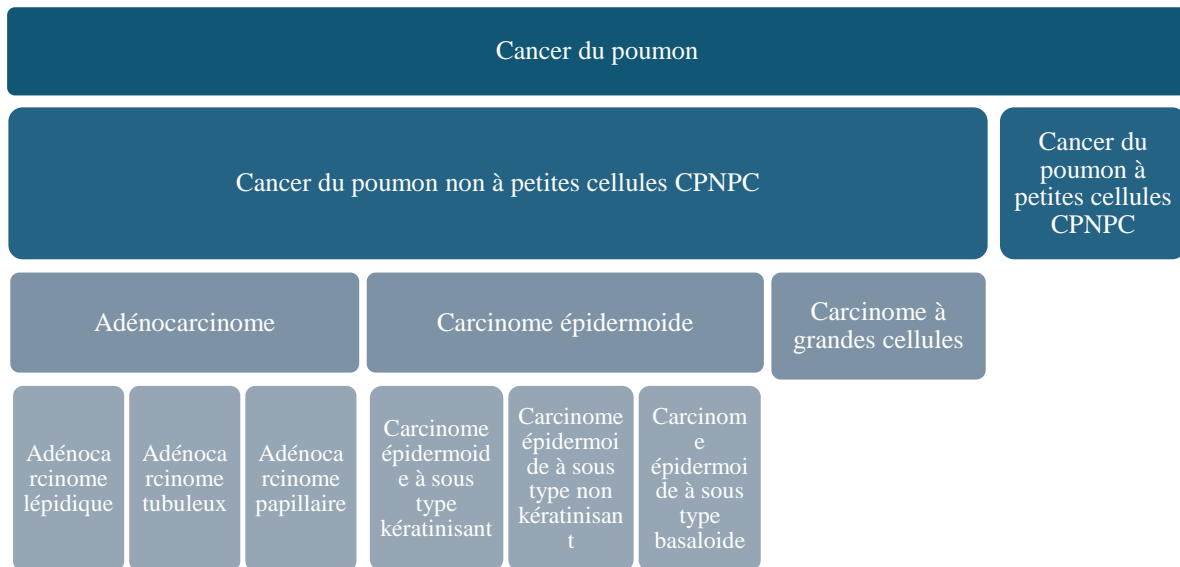 Cancer du poumon
Cancer du poumon non à petites cellules CPNPC
Cancer du
poumon à
petites cellules
CPNPC
Adénocarcinome
Carcinome épidermoide
Carcinome à
grandes cellules
Adénoca
rcinome
lépidique
Adénoca
rcinome
tubuleux
Adénoca
rcinome
papillaire
Carcinome
épidermoid
e à sous
type
kératinisant
Carcinome
épidermoi
de à sous
type non
kératinisan
t
Carcinom
e
épidermoi
de à sous
type
basaloide